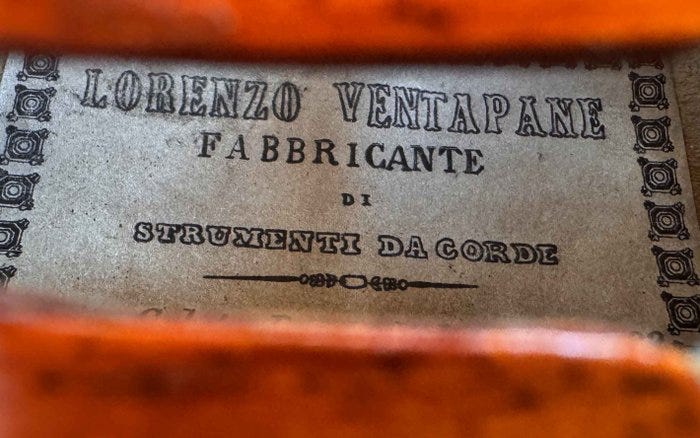 LORENZO VENTAPANE
FABBRICANTE
DI
STRUMENTI DA CORDE